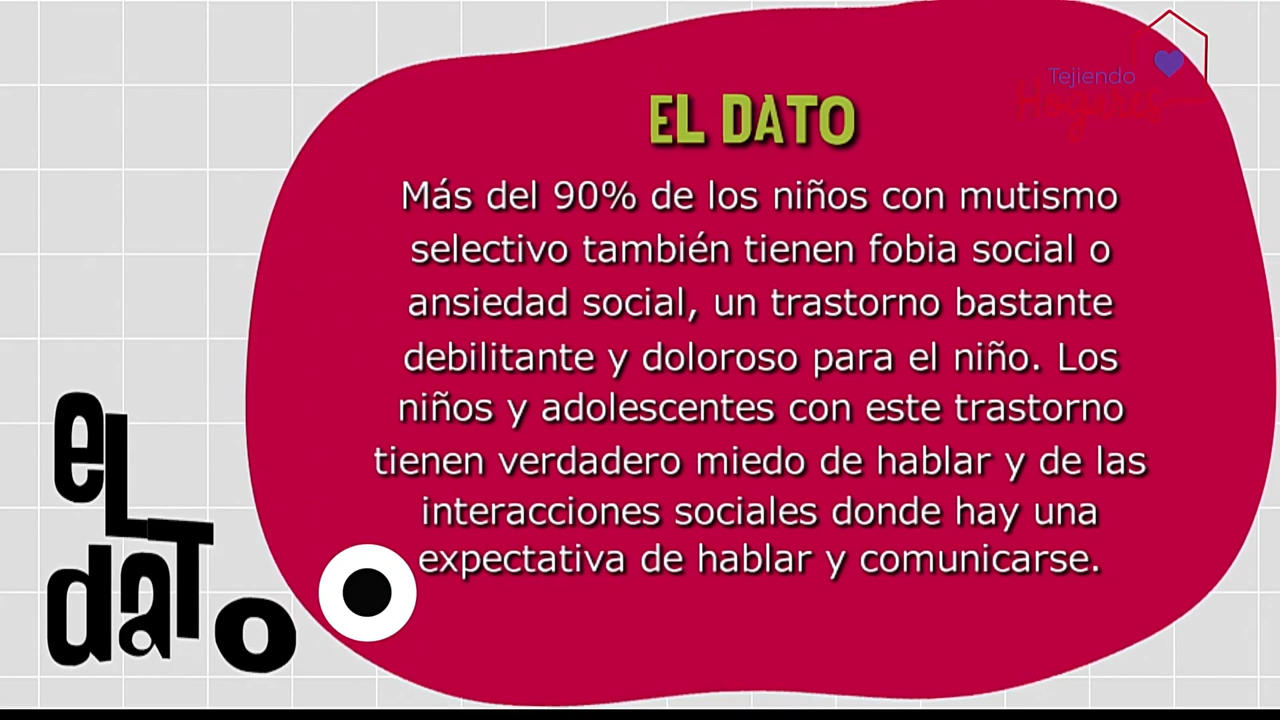 Tejiendo
Hogares
EL DATO
Más del 90% de los niños con mutismo
selectivo también tienen fobia social o
ansiedad social, un trastorno bastante
debilitante y doloroso para el niño. Los
niños y adolescentes con este trastorno
tienen verdadero miedo de hablar y de las
interacciones sociales donde hay una
expectativa de hablar y comunicarse.
eL
daTo